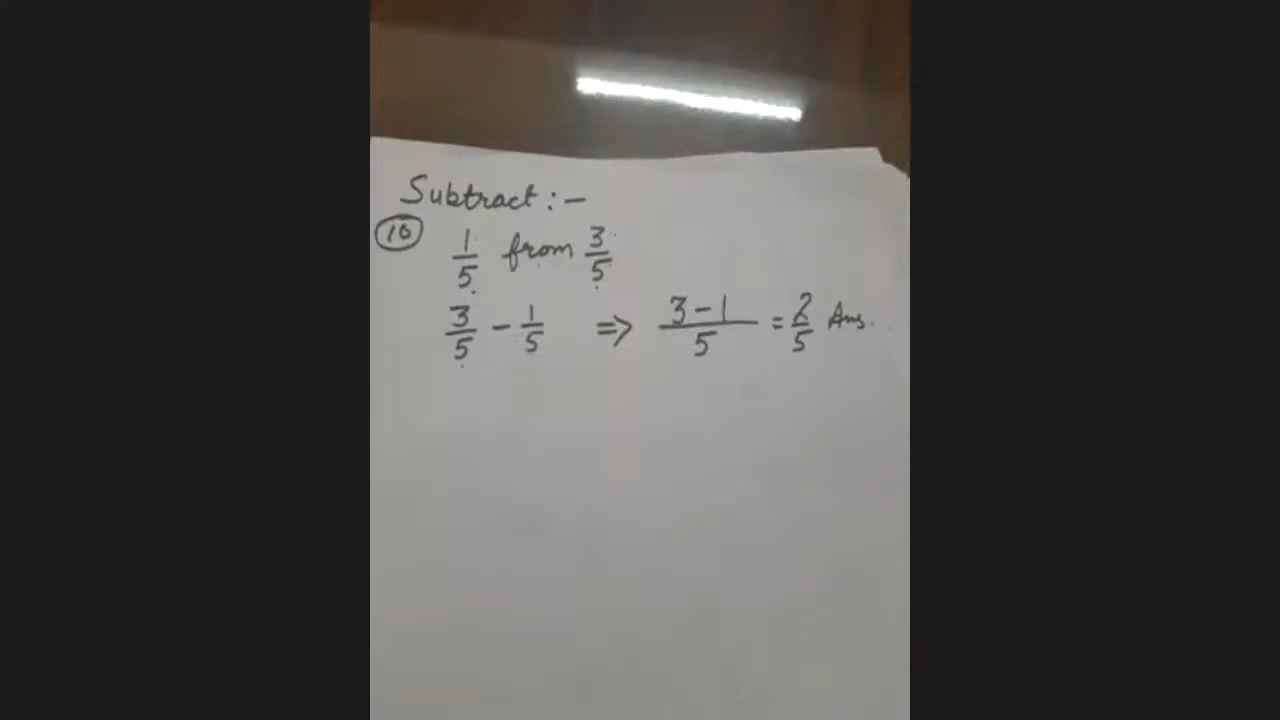 Subtract:-
10 1/5 from 3/5
3/5 - 1/5 => 3-1/5 = 2/5 Ans.